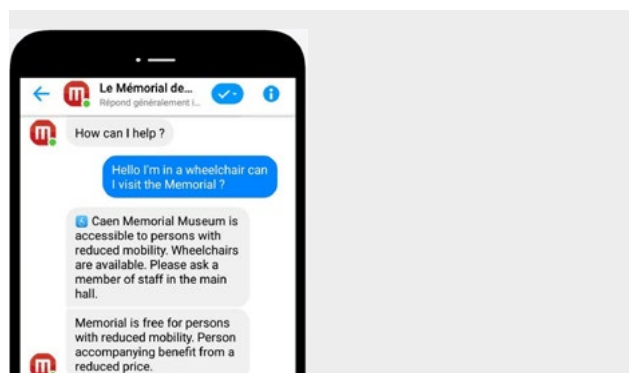 Le Mémorial de...
Répond généralement i...
How can I help ?
Hello I'm in a wheelchair can
I visit the Memorial ?
Caen Memorial Museum is
accessible to persons with
reduced mobility. Wheelchairs
are available. Please ask a
member of staff in the main
hall.
Memorial is free for persons
with reduced mobility. Person
accompanying benefit from a
reduced price.